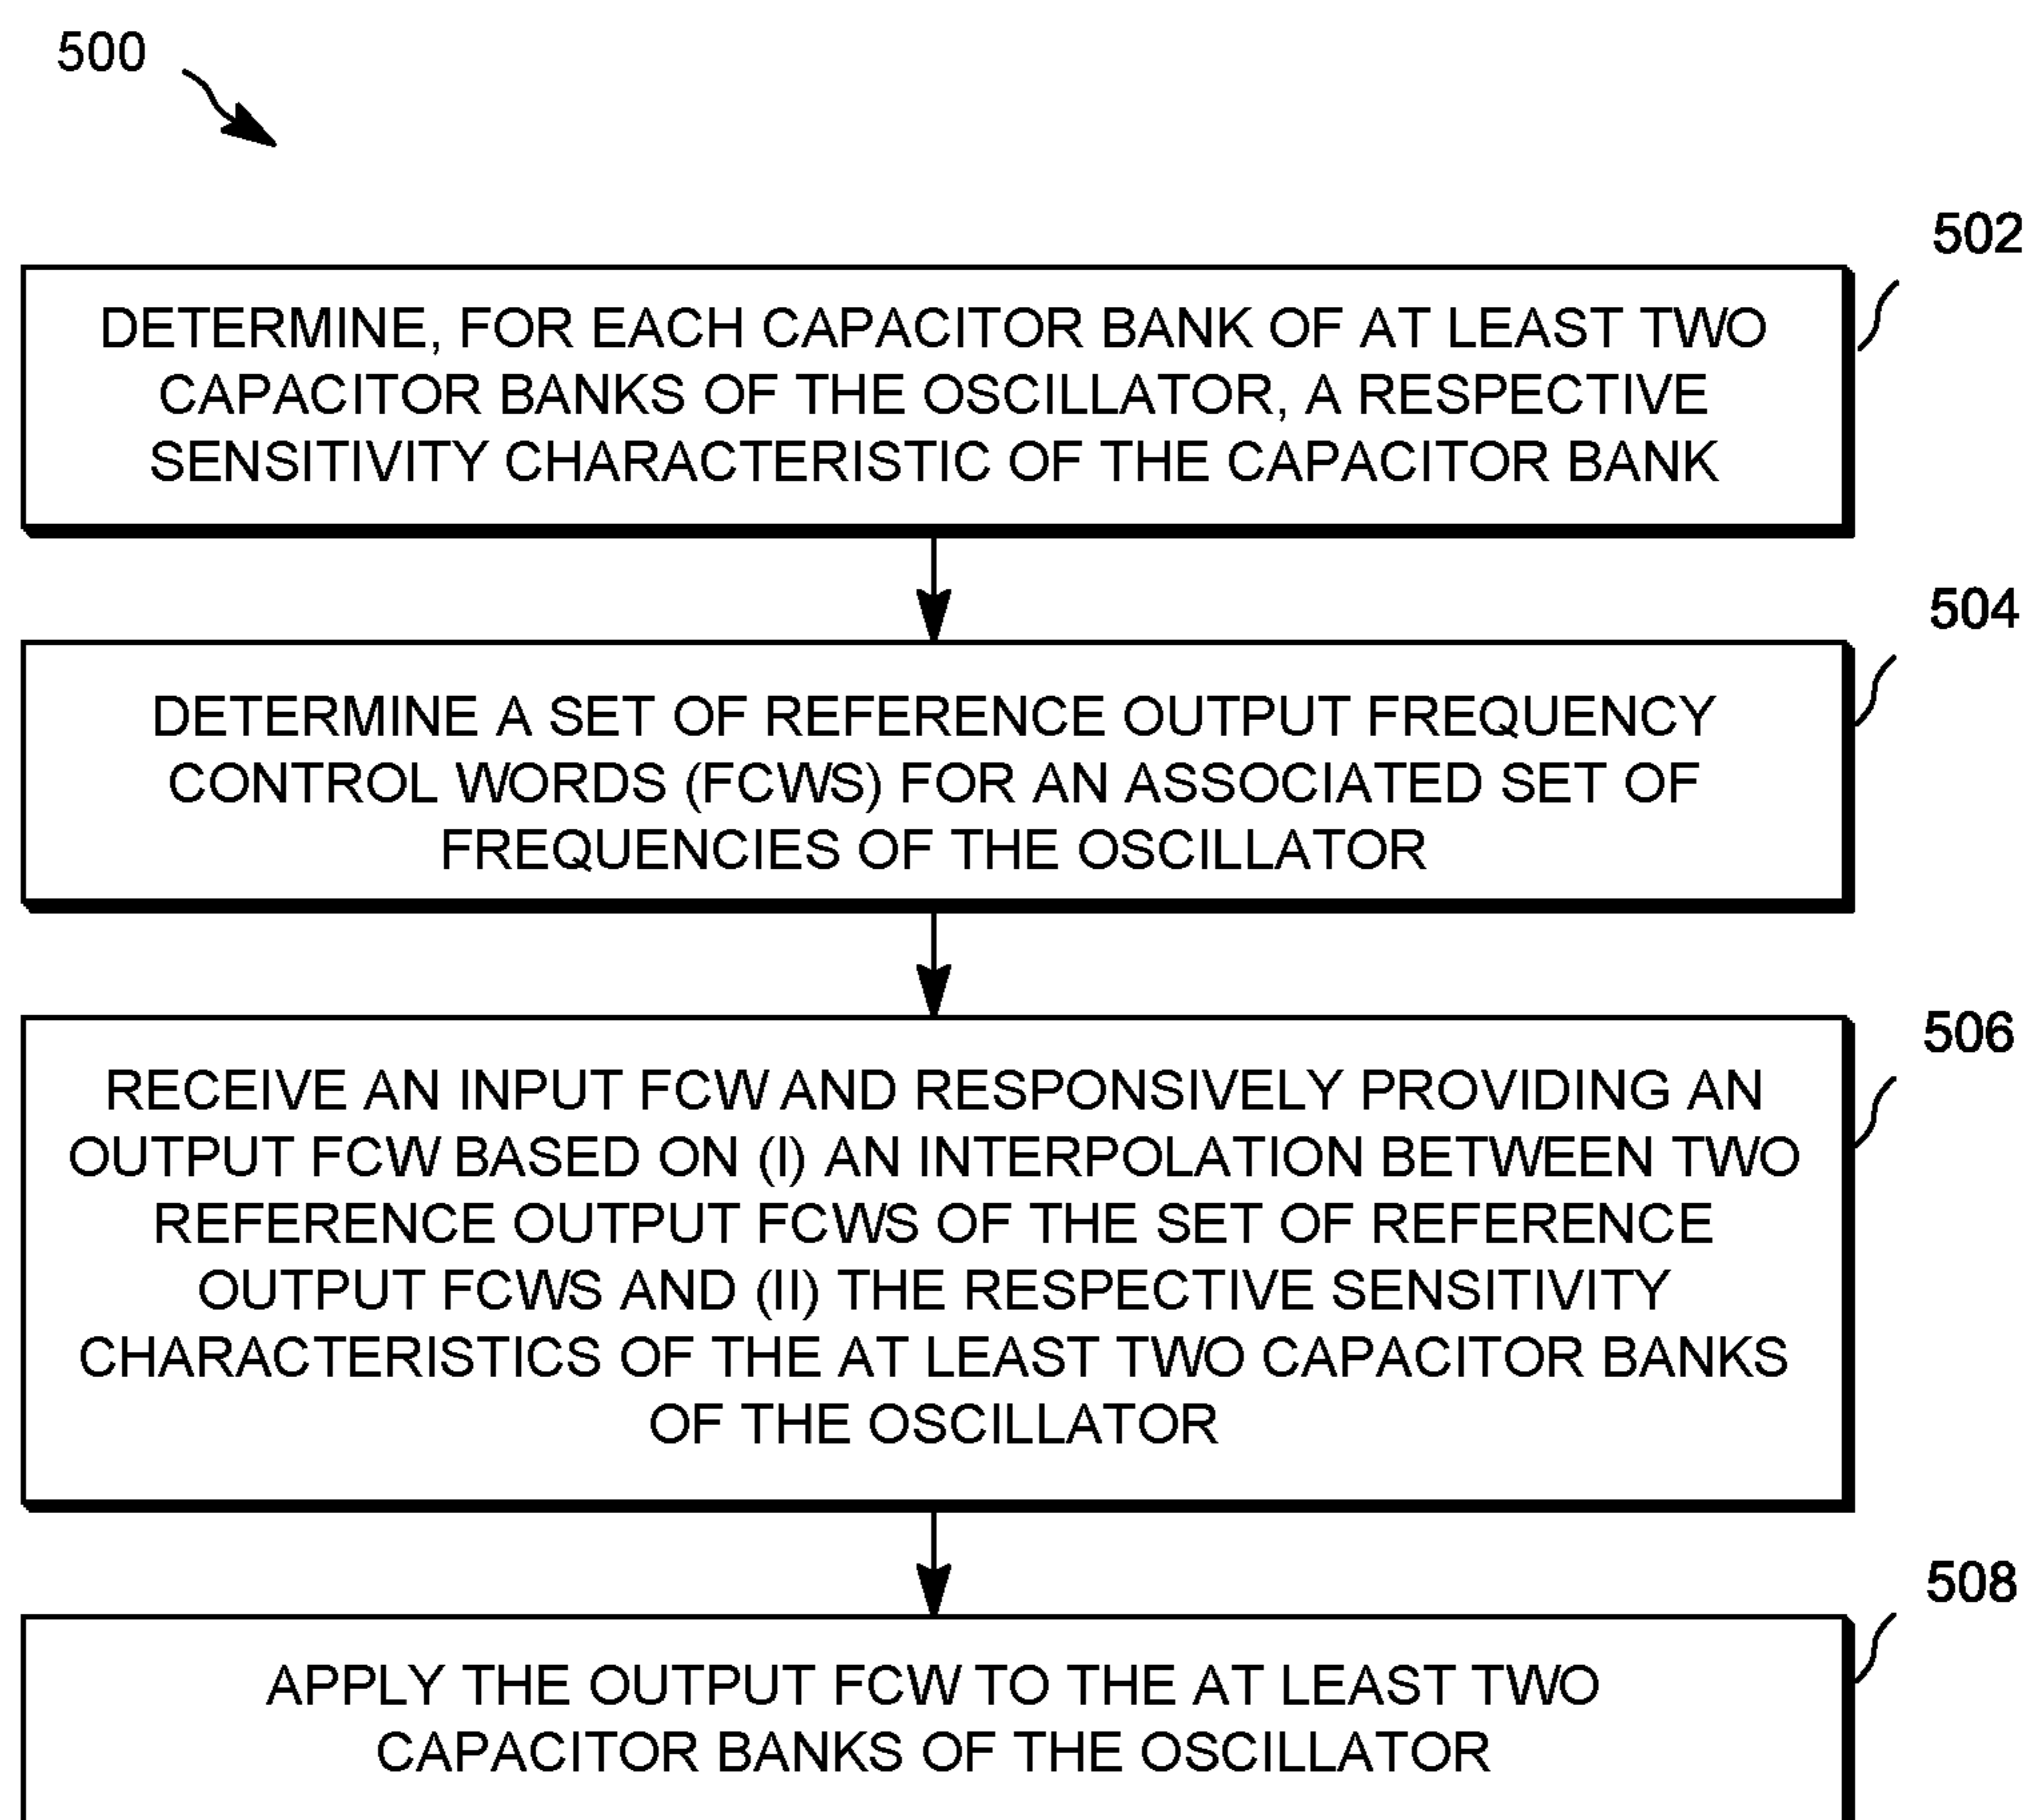 500
502
DETERMINE, FOR EACH CAPACITOR BANK OF AT LEAST TWO
CAPACITOR BANKS OF THE OSCILLATOR, A RESPECTIVE
SENSITIVITY CHARACTERISTIC OF THE CAPACITOR BANK
504
DETERMINE A SET OF REFERENCE OUTPUT FREQUENCY
CONTROL WORDS (FCWS) FOR AN ASSOCIATED SET OF
FREQUENCIES OF THE OSCILLATOR
506
RECEIVE AN INPUT FCW AND RESPONSIVELY PROVIDING AN
OUTPUT FCW BASED ON (I) AN INTERPOLATION BETWEEN TWO
REFERENCE OUTPUT FCWS OF THE SET OF REFERENCE
OUTPUT FCWS AND (II) THE RESPECTIVE SENSITIVITY
CHARACTERISTICS OF THE AT LEAST TWO CAPACITOR BANKS
OF THE OSCILLATOR
508
APPLY THE OUTPUT FCW TO THE AT LEAST TWO
CAPACITOR BANKS OF THE OSCILLATOR